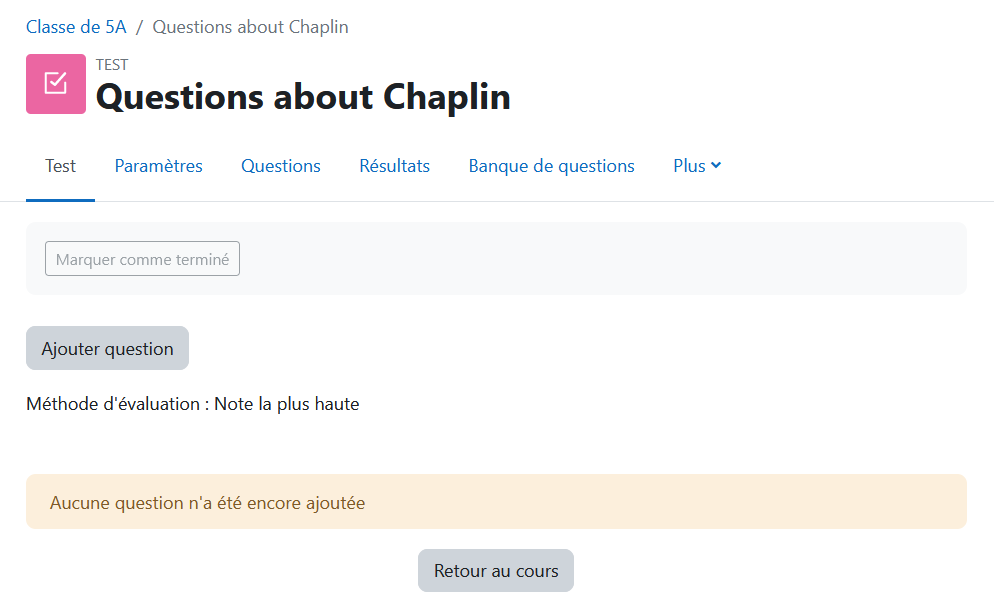 Classe de 5A / Questions about Chaplin
TEST
Questions about Chaplin
Test Paramètres Questions Résultats Banque de questions Plus
Marquer comme terminé
Ajouter question
Méthode d'évaluation : Note la plus haute
Aucune question n'a été encore ajoutée
Retour au cours